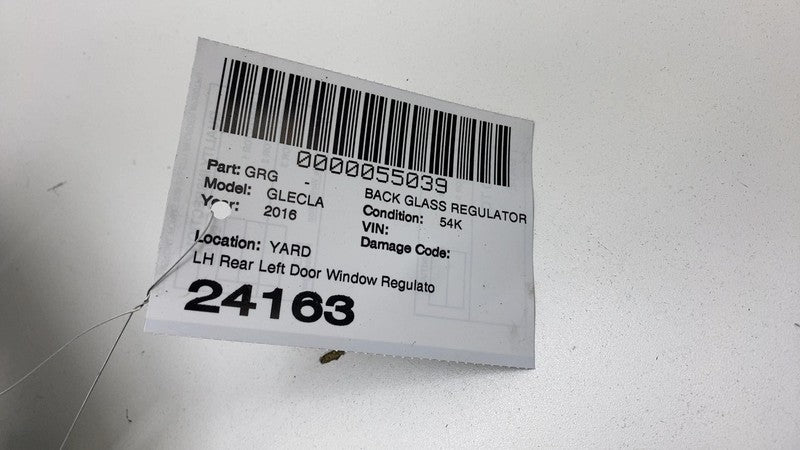 0000055039
Part: GRG - BACK GLASS REGULATOR
Model: GLECLA Condition: 54K
Year: 2016 VIN:
Damage Code:
Location: YARD
LH Rear Left Door Window Regulato
24163